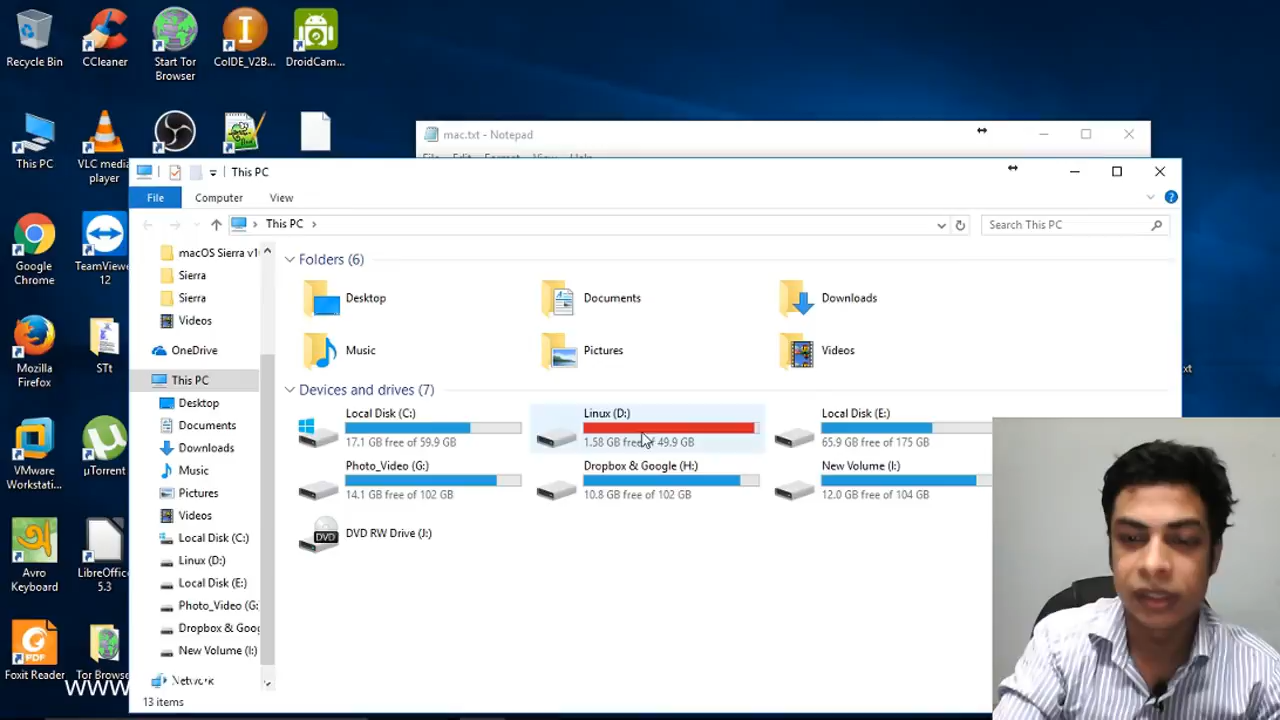 Recycle Bin
CCleaner
Start Tor Browser
CoIDE_V2B...
DroidCam...
This PC
VLC media player
mac.txt - Notepad
File Edit Format View Help
This PC
File
Computer
View
This PC
Search This PC
Google Chrome
TeamViewer 12
Mozilla Firefox
STt
VMware Workstati...
µTorrent
Avro Keyboard
LibreOffice 5.3
Foxit Reader
Tor Browse
macOS Sierra v1
Sierra
Sierra
Videos
OneDrive
This PC
Desktop
Documents
Downloads
Music
Pictures
Videos
Local Disk (C:)
Linux (D:)
Local Disk (E:)
Photo_Video (G:
Dropbox & Goog
New Volume (I:)
Network
Folders (6)
Desktop
Documents
Downloads
Music
Pictures
Videos
Devices and drives (7)
Local Disk (C:)
17.1 GB free of 59.9 GB
Linux (D:)
1.58 GB free of 49.9 GB
Local Disk (E:)
65.9 GB free of 175 GB
Photo_Video (G:)
14.1 GB free of 102 GB
Dropbox & Google (H:)
10.8 GB free of 102 GB
New Volume (I:)
12.0 GB free of 104 GB
DVD RW Drive (J:)
DVD
13 items
www
xt